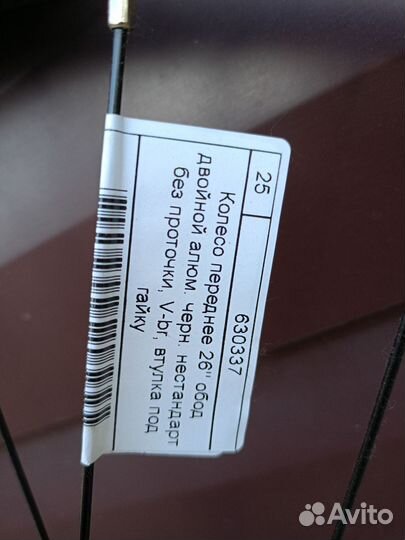 25
630337
Колесо переднее 26" обод
двойной алюм. черн. нестандарт
без проточки, V-br, втулка под
гайку
Avito